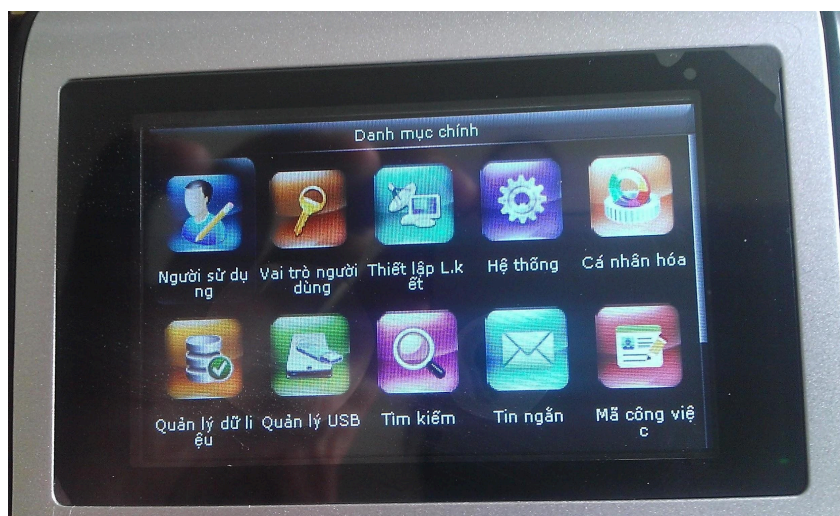 Danh mục chính
Người sử dụ
ng
Vai trò người
dùng
Thiết lập L.k
ết
Hệ thống
Cá nhân hóa
Quản lý dữ li
ệu
Quản lý USB
Tìm kiếm
Tin ngắn
Mã công việ
c